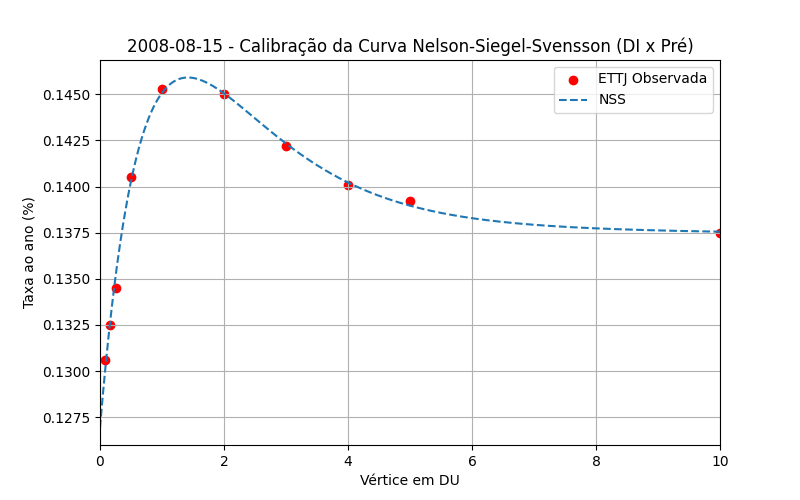 2008-08-15 - Calibração da Curva Nelson-Siegel-Svensson (DI x Pré)
ETTJ Observada
NSS
Taxa ao ano (%)
0.1450
0.1425
0.1400
0.1375
0.1350
0.1325
0.1300
0.1275
0
2
4
6
8
10
Vértice em DU